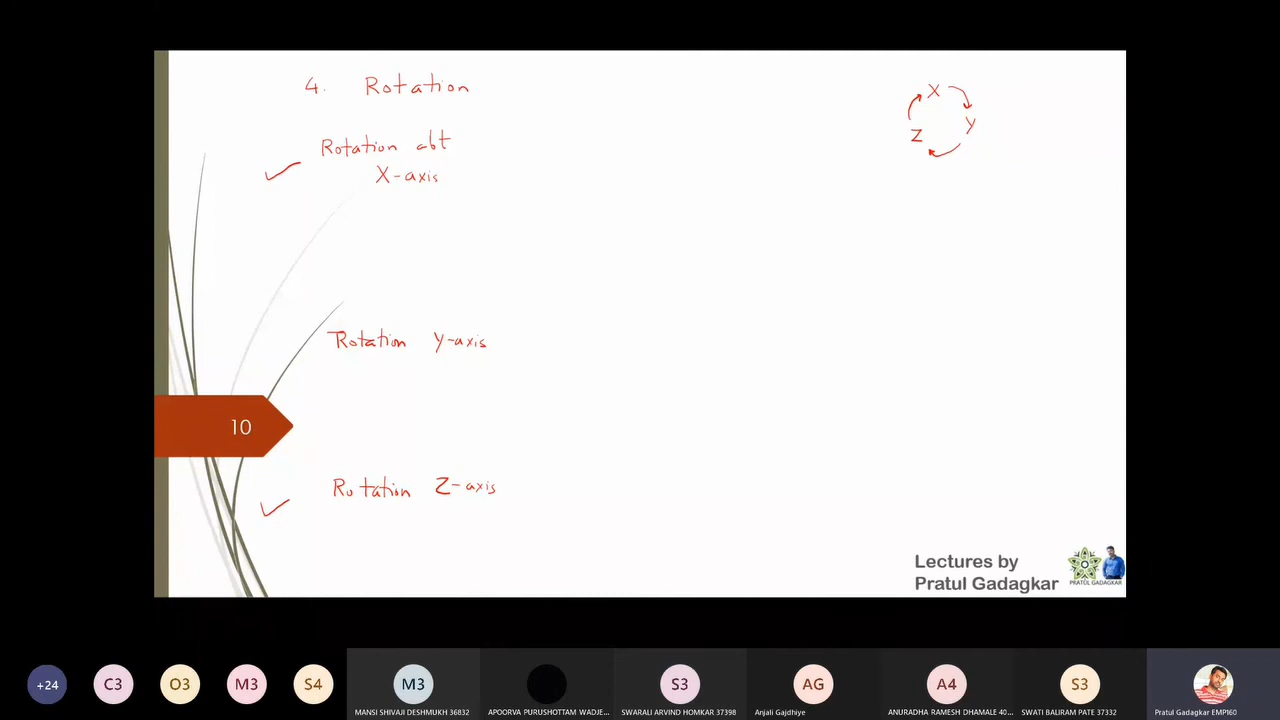 4. Rotation
X
Y
Z
Rotation abt
X-axis
Rotation Y-axis
10
Rotation Z-axis
Lectures by
Pratul Gadagkar
PRATUL GADAGKAR
+24
C3
O3
M3
S4
M3
S3
AG
A4
S3
MANSI SHIVAJI DESHMUKH 36832
APOORVA PURUSHOTTAM WADJE...
SWARALI ARVIND HOMKAR 37398
Anjali Gajdhiye
ANURADHA RAMESH DHAMALE 40...
SWATI BALIRAM PATE 37332
Pratul Gadagkar EMP160